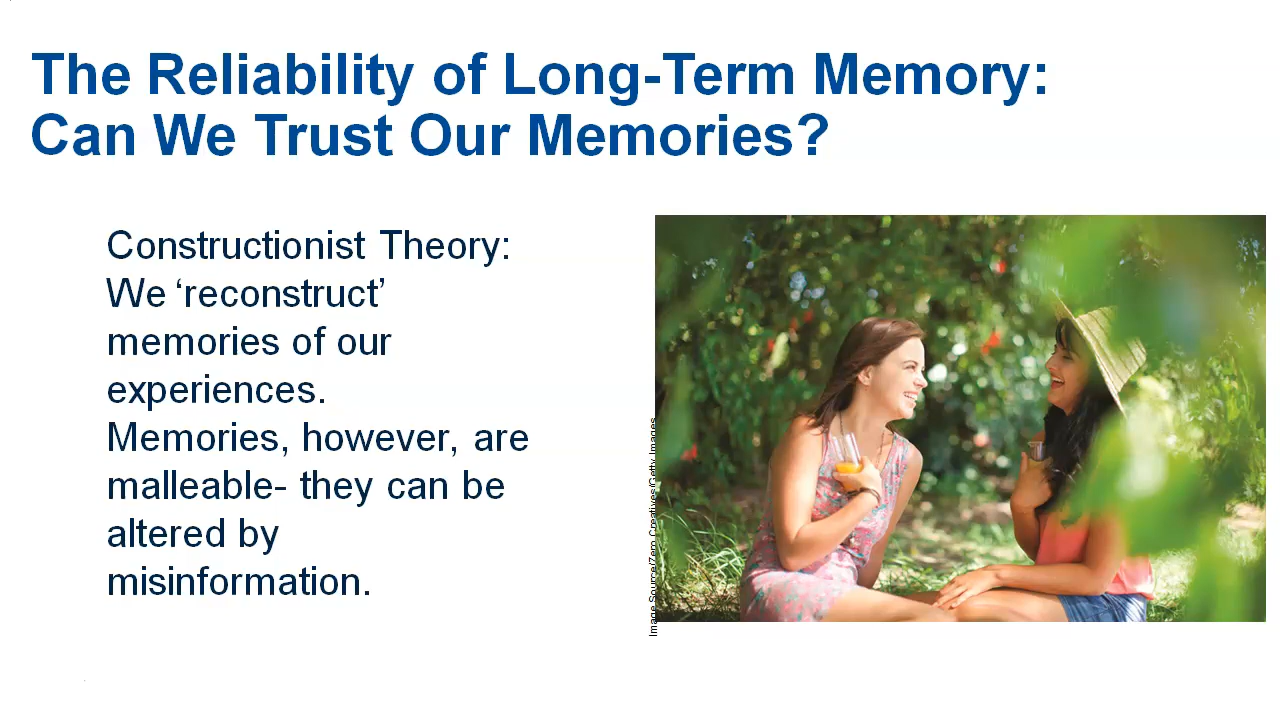 The Reliability of Long-Term Memory:
Can We Trust Our Memories?
Constructionist Theory:
We ‘reconstruct’
memories of our
experiences.
Memories, however, are
malleable- they can be
altered by
misinformation.
Image Source/Zero Creatives/Getty Images